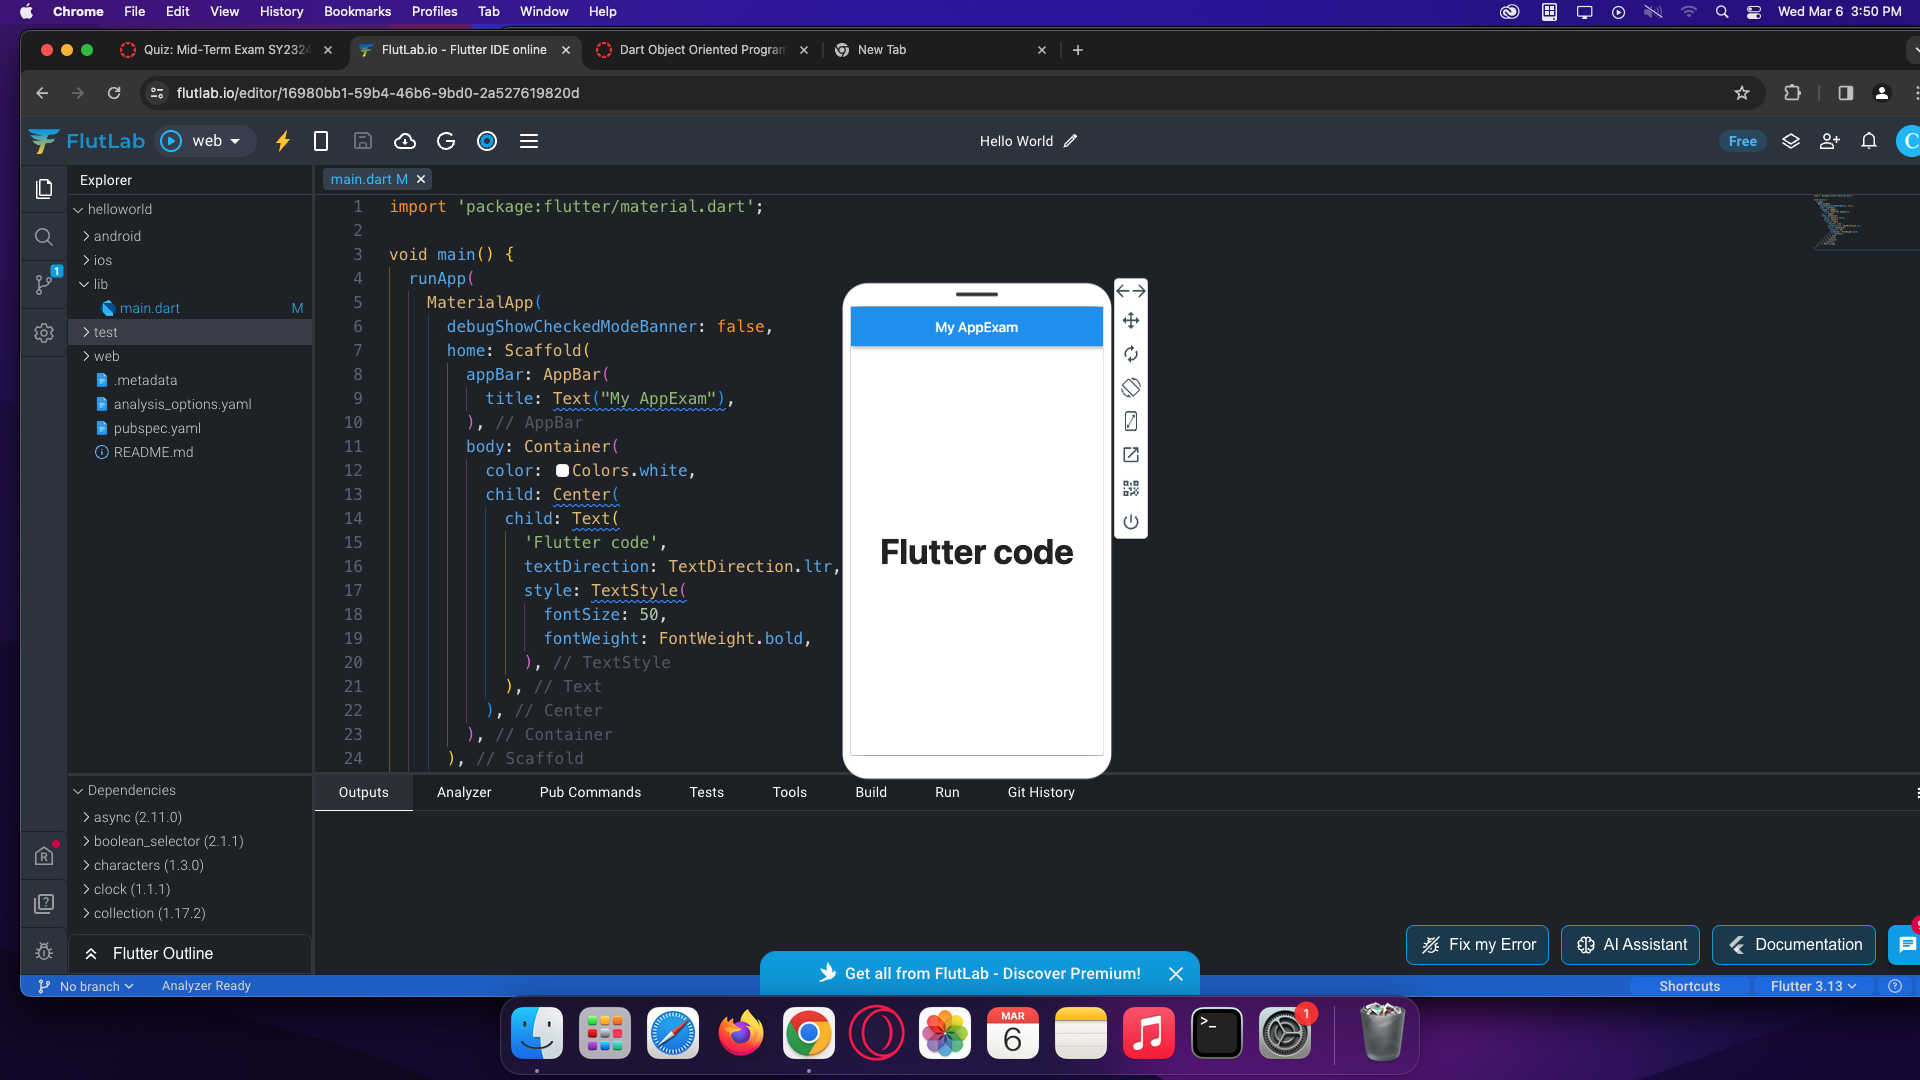 Chrome File Edit View History Bookmarks Profiles Tab Window Help Wed Mar 6 3:50 PM
Quiz: Mid-Term Exam SY2324 FlutLab.io - Flutter IDE online Dart Object Oriented Program New Tab
flutlab.io/editor/16980bb1-59b4-46b6-9bd0-2a527619820d
FlutLab web Hello World Free C
Explorer
helloworld
android
ios
lib
main.dart M
test
web
.metadata
analysis_options.yaml
pubspec.yaml
README.md
1
main.dart M
1 import 'package:flutter/material.dart';
2
3 void main() {
4 runApp(
5 MaterialApp(
6 debugShowCheckedModeBanner: false,
7 home: Scaffold(
8 appBar: AppBar(
9 title: Text("My AppExam"),
10 ), // AppBar
11 body: Container(
12 color: Colors.white,
13 child: Center(
14 child: Text(
15 'Flutter code',
16 textDirection: TextDirection.ltr,
17 style: TextStyle(
18 fontSize: 50,
19 fontWeight: FontWeight.bold,
20 ), // TextStyle
21 ), // Text
22 ), // Center
23 ), // Container
24 ), // Scaffold
My AppExam
Flutter code
Dependencies
async (2.11.0)
boolean_selector (2.1.1)
characters (1.3.0)
clock (1.1.1)
collection (1.17.2)
Flutter Outline
Outputs Analyzer Pub Commands Tests Tools Build Run Git History
Fix my Error AI Assistant Documentation
Get all from FlutLab - Discover Premium!
No branch Analyzer Ready Shortcuts Flutter 3.13
MAR
6
1